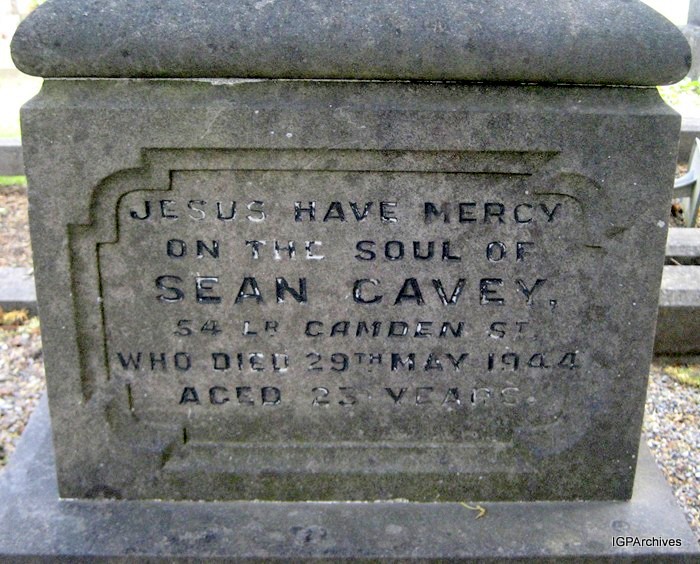 JESUS HAVE MERCY
ON THE SOUL OF
SEAN CAVEY,
54 LR CAMDEN ST.
WHO DIED 29TH MAY 1944
AGED 23 YEARS.
IGPArchives